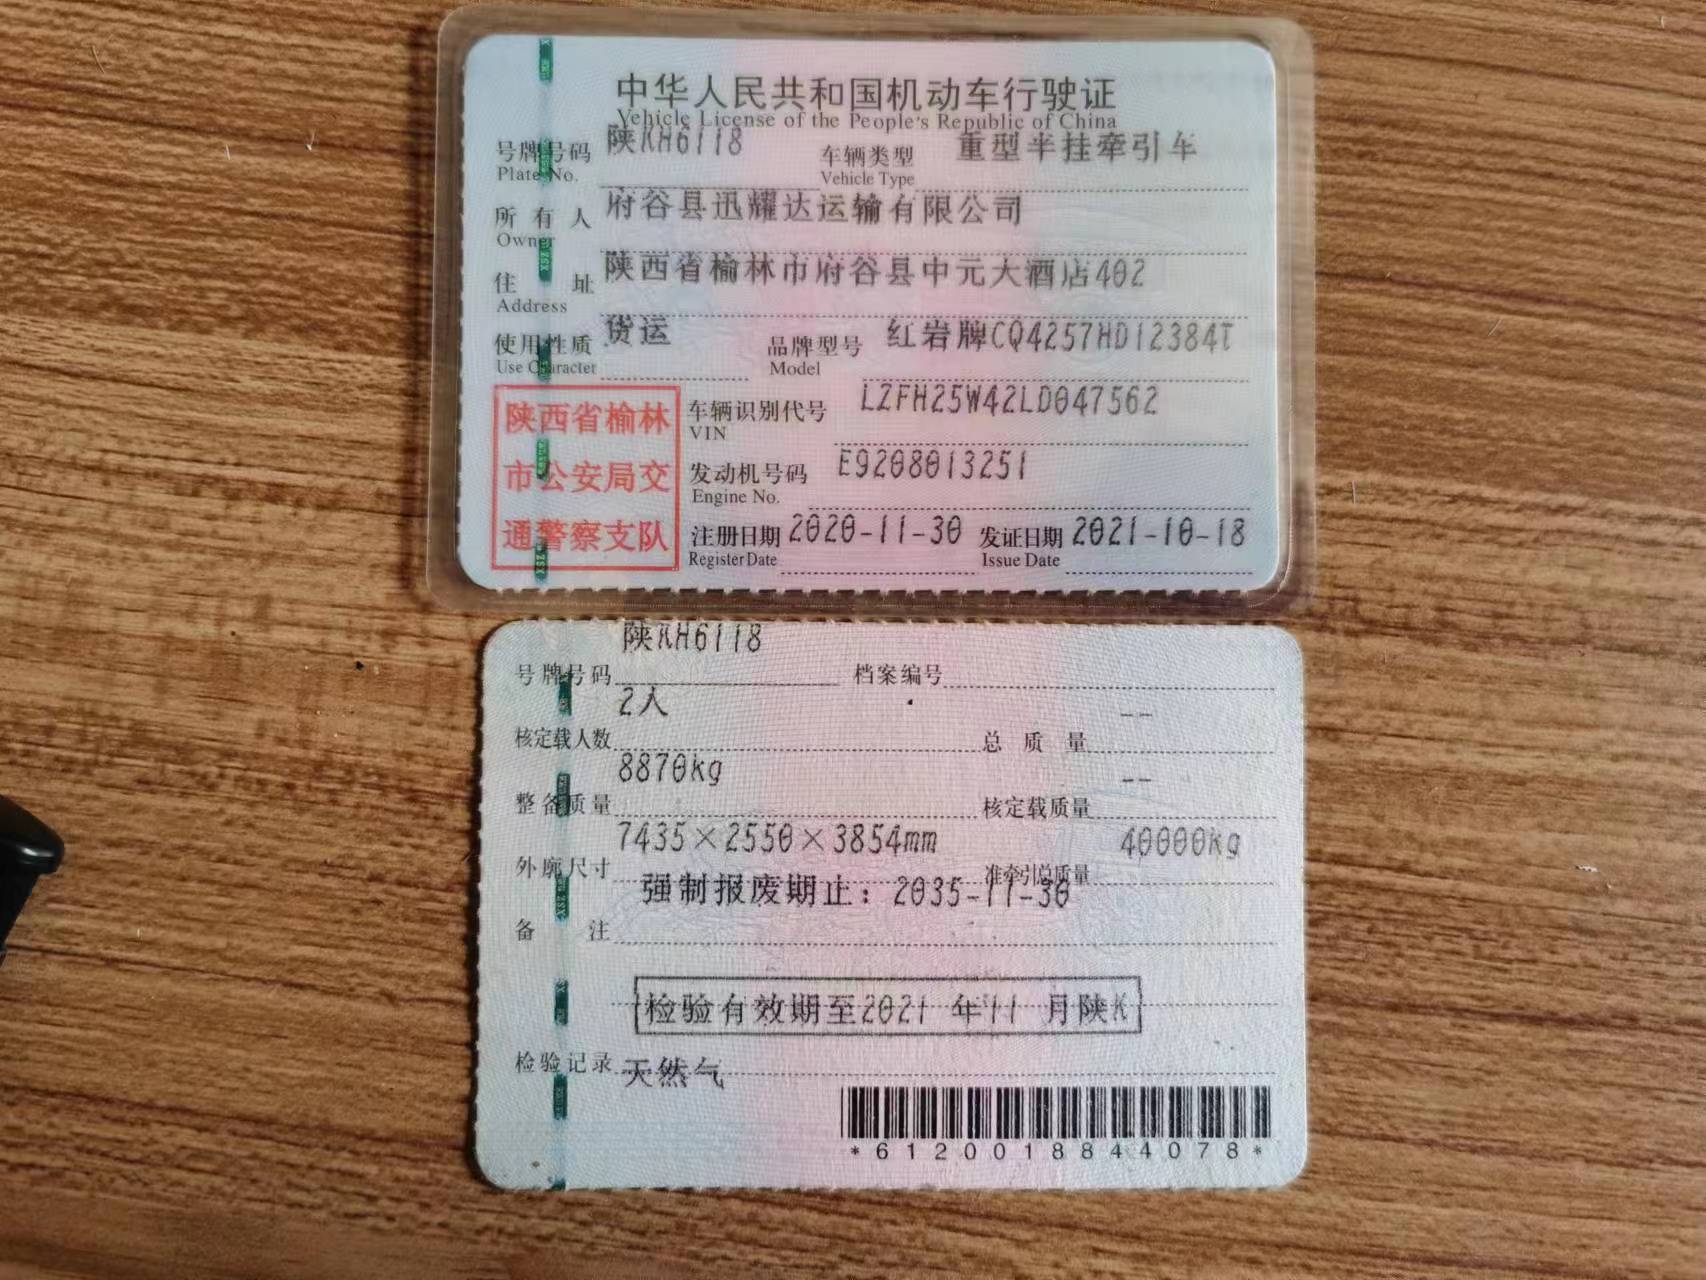 中华人民共和国机动车行驶证
Vehicle License of the People's Republic of China
号牌号码 陕KH6118 车辆类型 重型半挂牵引车
Plate No. Vehicle Type
所有人 府谷县迅耀达运输有限公司
Owner
住址 陕西省榆林市府谷县中元大酒店402
Address
使用性质 货运 品牌型号 红岩牌CQ4257HD12384T
Use Character Model
陕西省榆林
市公安局交
通警察支队
车辆识别代号 LZFH25W42LD047562
VIN
发动机号码 E9208013251
Engine No.
注册日期 2020-11-30 发证日期 2021-10-18
Register Date Issue Date
号牌号码 陕KH6118 档案编号
核定载人数 2人 总质量 --
整备质量 8870kg 核定载质量 --
外廓尺寸 7435×2550×3854mm 准牵引总质量 40000kg
备注 强制报废期止：2035-11-30
检验有效期至2021年11月陕K
检验记录 天然气
*6120018844078*